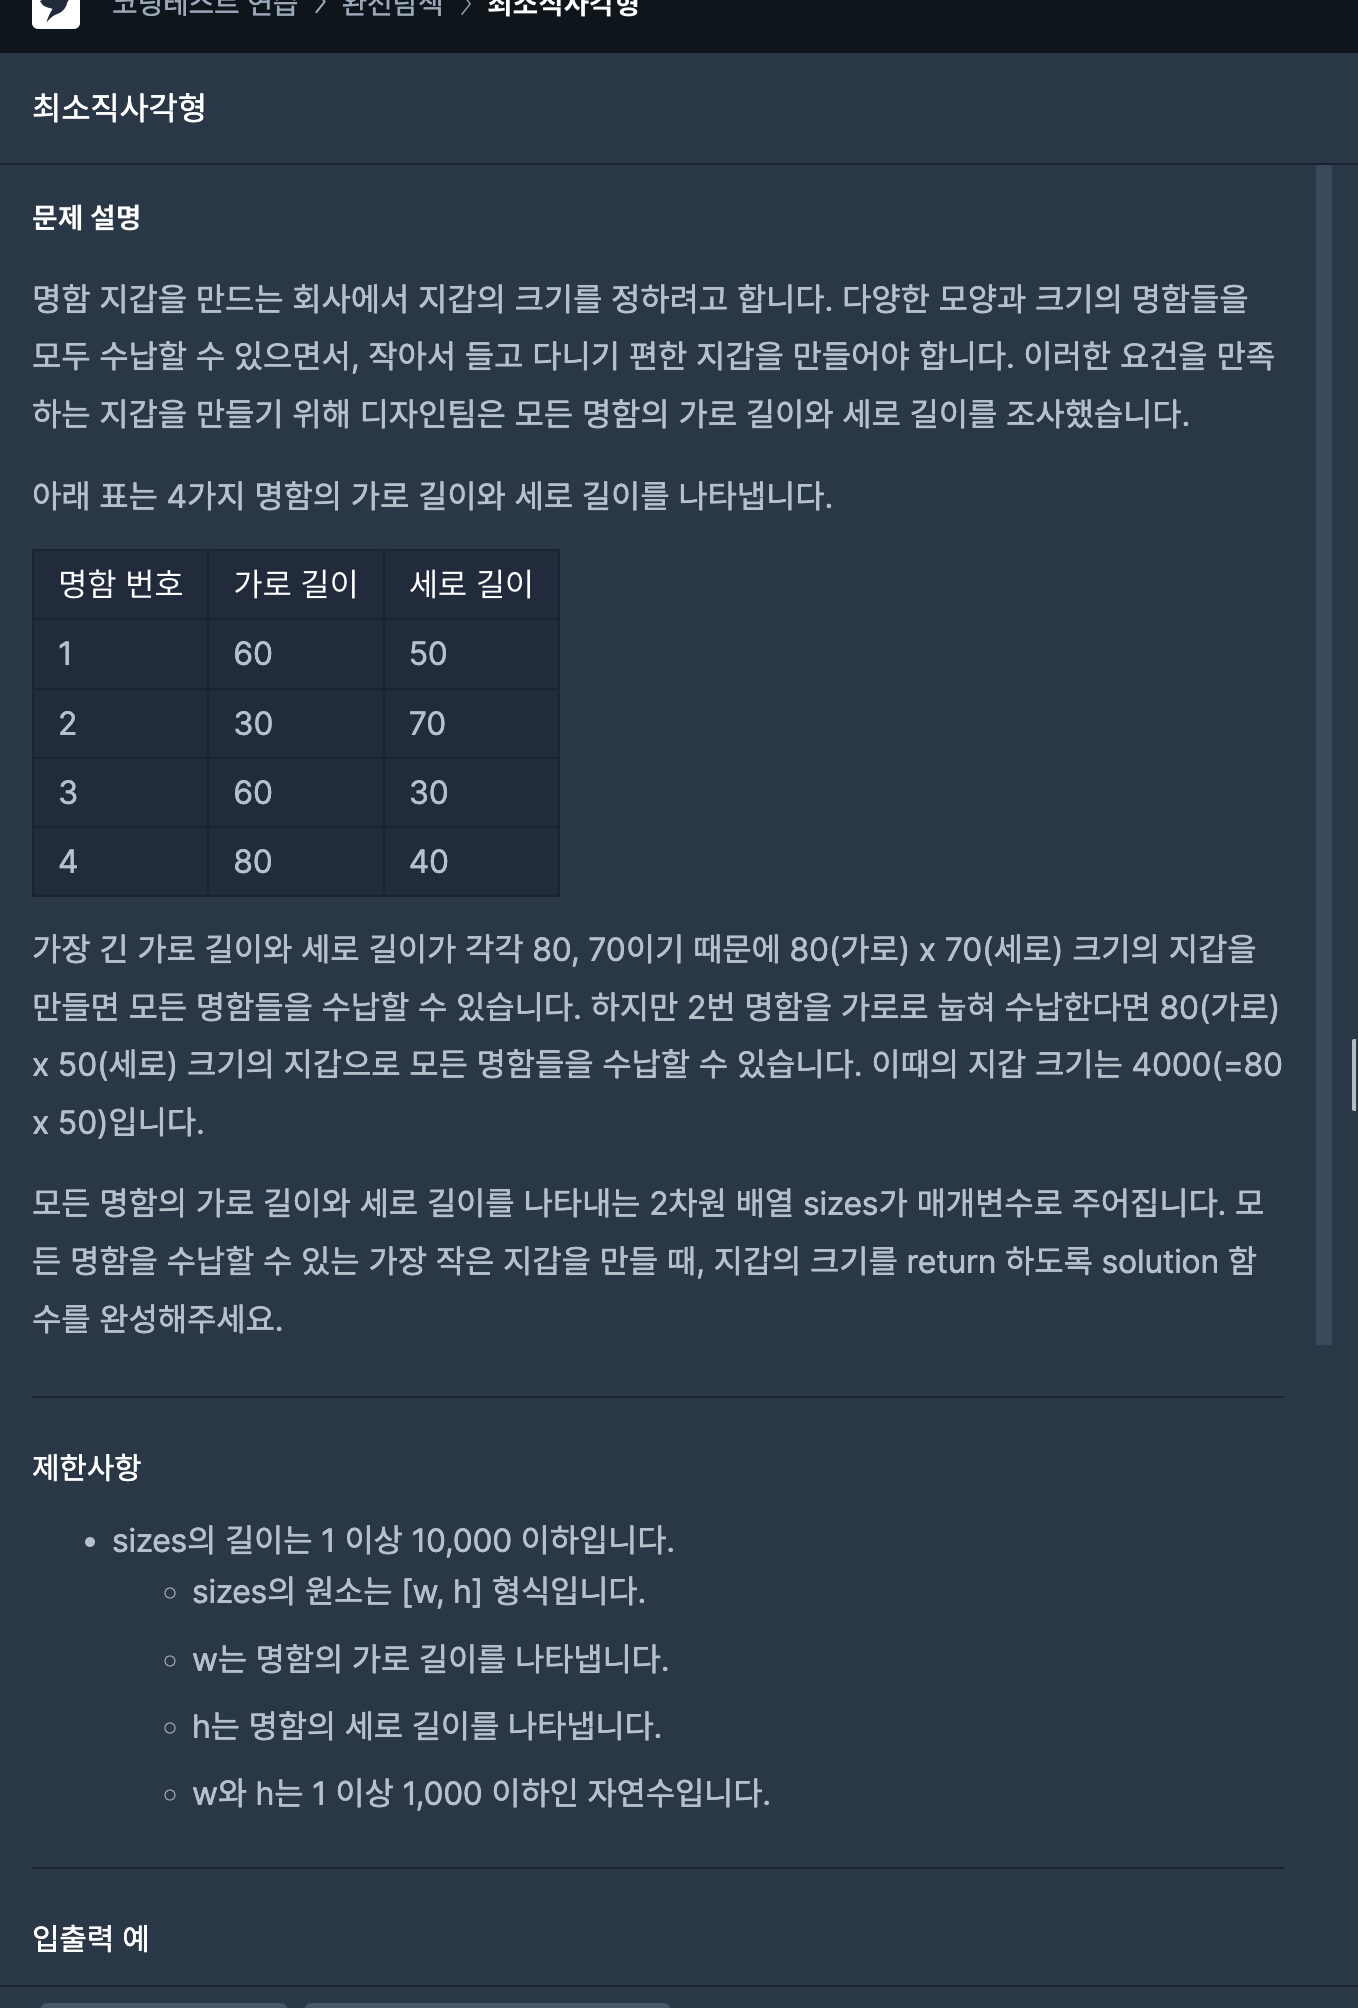 코딩테스트 연습 > 완전탐색 > 최소직사각형
최소직사각형
문제 설명
명함 지갑을 만드는 회사에서 지갑의 크기를 정하려고 합니다. 다양한 모양과 크기의 명함들을
모두 수납할 수 있으면서, 작아서 들고 다니기 편한 지갑을 만들어야 합니다. 이러한 요건을 만족
하는 지갑을 만들기 위해 디자인팀은 모든 명함의 가로 길이와 세로 길이를 조사했습니다.
아래 표는 4가지 명함의 가로 길이와 세로 길이를 나타냅니다.
명함 번호 가로 길이 세로 길이
1 60 50
2 30 70
3 60 30
4 80 40
가장 긴 가로 길이와 세로 길이가 각각 80, 70이기 때문에 80(가로) x 70(세로) 크기의 지갑을
만들면 모든 명함들을 수납할 수 있습니다. 하지만 2번 명함을 가로로 눕혀 수납한다면 80(가로)
x 50(세로) 크기의 지갑으로 모든 명함들을 수납할 수 있습니다. 이때의 지갑 크기는 4000(=80
x 50)입니다.
모든 명함의 가로 길이와 세로 길이를 나타내는 2차원 배열 sizes가 매개변수로 주어집니다. 모
든 명함을 수납할 수 있는 가장 작은 지갑을 만들 때, 지갑의 크기를 return 하도록 solution 함
수를 완성해주세요.
제한사항
• sizes의 길이는 1 이상 10,000 이하입니다.
◦ sizes의 원소는 [w, h] 형식입니다.
◦ w는 명함의 가로 길이를 나타냅니다.
◦ h는 명함의 세로 길이를 나타냅니다.
◦ w와 h는 1 이상 1,000 이하인 자연수입니다.
입출력 예